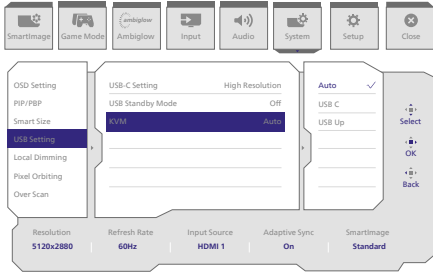 ambiglow
SmartImage Game Mode Ambiglow Input Audio System Setup Close
OSD Setting
PIP/PBP
Smart Size
USB Setting
Local Dimming
Pixel Orbiting
Over Scan
USB-C Setting High Resolution
USB Standby Mode Off
KVM Auto
Auto
USB C
USB Up
Select
OK
Back
Resolution Refresh Rate Input Source Adaptive Sync SmartImage
5120x2880 60Hz HDMI 1 On Standard